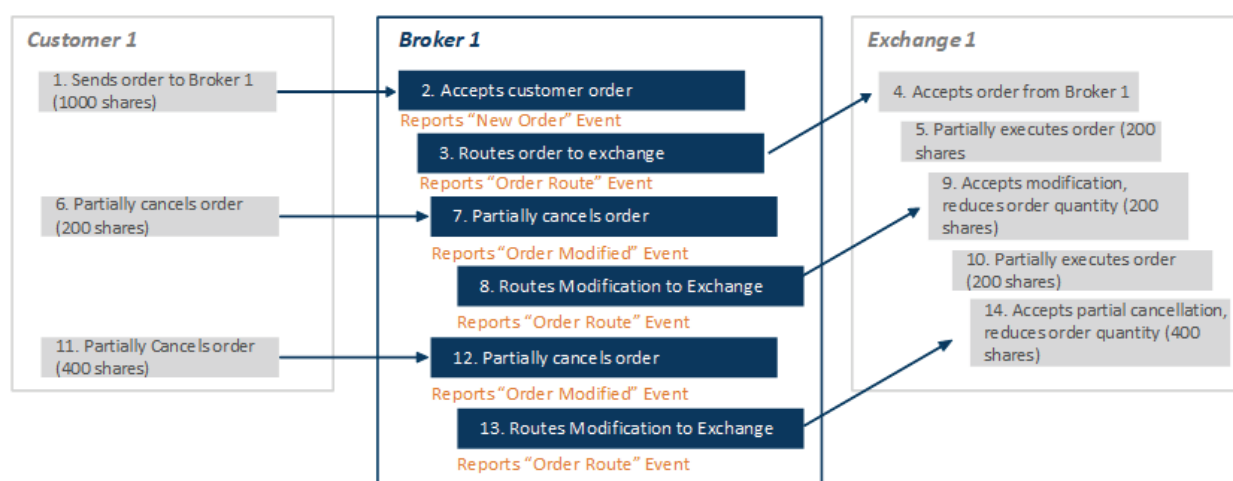 Customer 1
1. Sends order to Broker 1
(1000 shares)
6. Partially cancels order
(200 shares)
11. Partially Cancels order
(400 shares)
Broker 1
2. Accepts customer order
Reports “New Order” Event
3. Routes order to exchange
Reports “Order Route” Event
7. Partially cancels order
Reports “Order Modified” Event
8. Routes Modification to Exchange
Reports “Order Route” Event
12. Partially cancels order
Reports “Order Modified” Event
13. Routes Modification to Exchange
Reports “Order Route” Event
Exchange 1
4. Accepts order from Broker 1
5. Partially executes order (200
shares
9. Accepts modification,
reduces order quantity (200
shares)
10. Partially executes order
(200 shares)
14. Accepts partial cancellation,
reduces order quantity (400
shares)